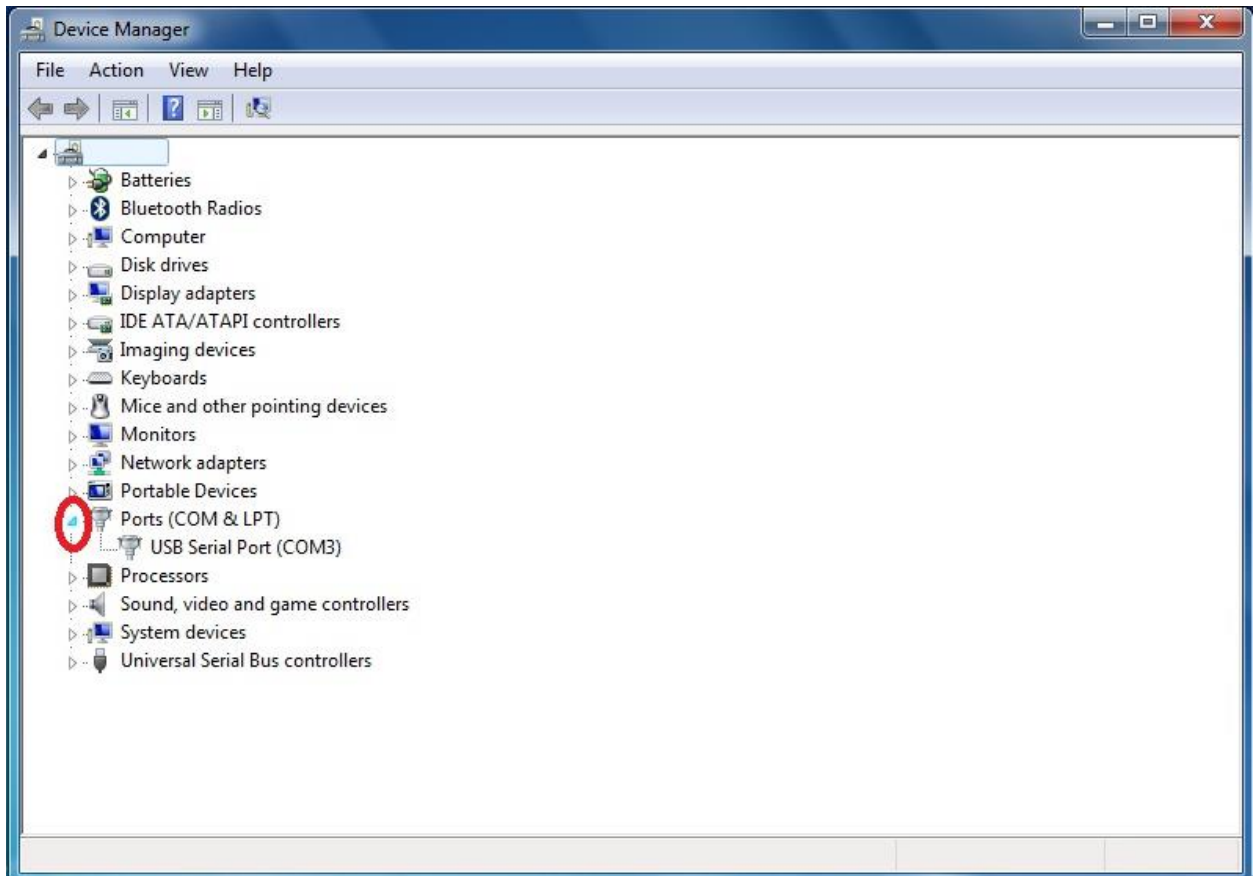 Device Manager
File Action View Help
Batteries
Bluetooth Radios
Computer
Disk drives
Display adapters
IDE ATA/ATAPI controllers
Imaging devices
Keyboards
Mice and other pointing devices
Monitors
Network adapters
Portable Devices
Ports (COM & LPT)
USB Serial Port (COM3)
Processors
Sound, video and game controllers
System devices
Universal Serial Bus controllers